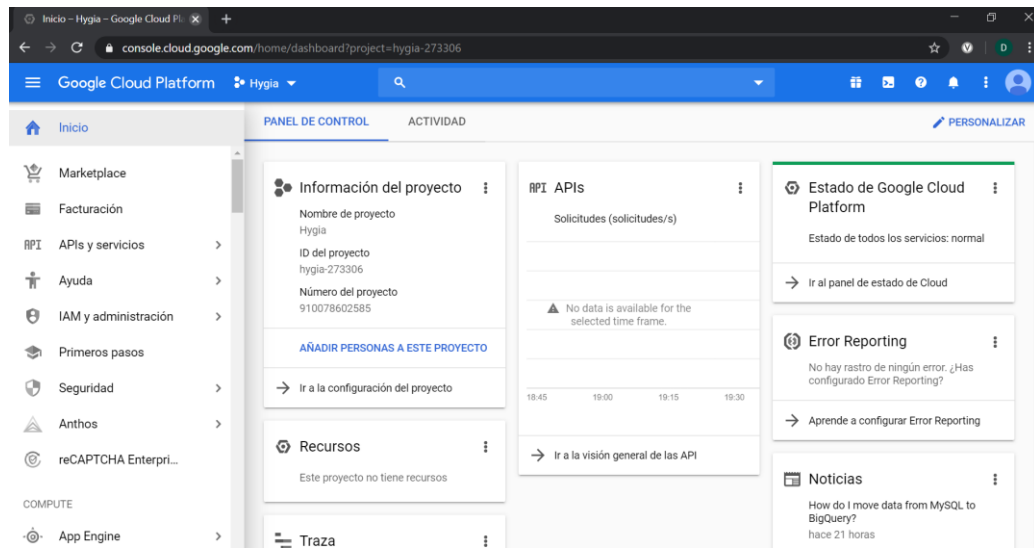 Inicio – Hygia – Google Cloud Pl
console.cloud.google.com/home/dashboard?project=hygia-273306
V
D
Google Cloud Platform
Hygia
Inicio
Marketplace
Facturación
API
APIs y servicios
Ayuda
IAM y administración
Primeros pasos
Seguridad
Anthos
reCAPTCHA Enterpri...
COMPUTE
App Engine
PANEL DE CONTROL
ACTIVIDAD
PERSONALIZAR
Información del proyecto
Nombre de proyecto
Hygia
ID del proyecto
hygia-273306
Número del proyecto
910078602585
AÑADIR PERSONAS A ESTE PROYECTO
Ir a la configuración del proyecto
Recursos
Este proyecto no tiene recursos
Traza
API APIs
Solicitudes (solicitudes/s)
No data is available for the
selected time frame.
18:45 19:00 19:15 19:30
Ir a la visión general de las API
Estado de Google Cloud
Platform
Estado de todos los servicios: normal
Ir al panel de estado de Cloud
Error Reporting
No hay rastro de ningún error. ¿Has
configurado Error Reporting?
Aprende a configurar Error Reporting
Noticias
How do I move data from MySQL to
BigQuery?
hace 21 horas